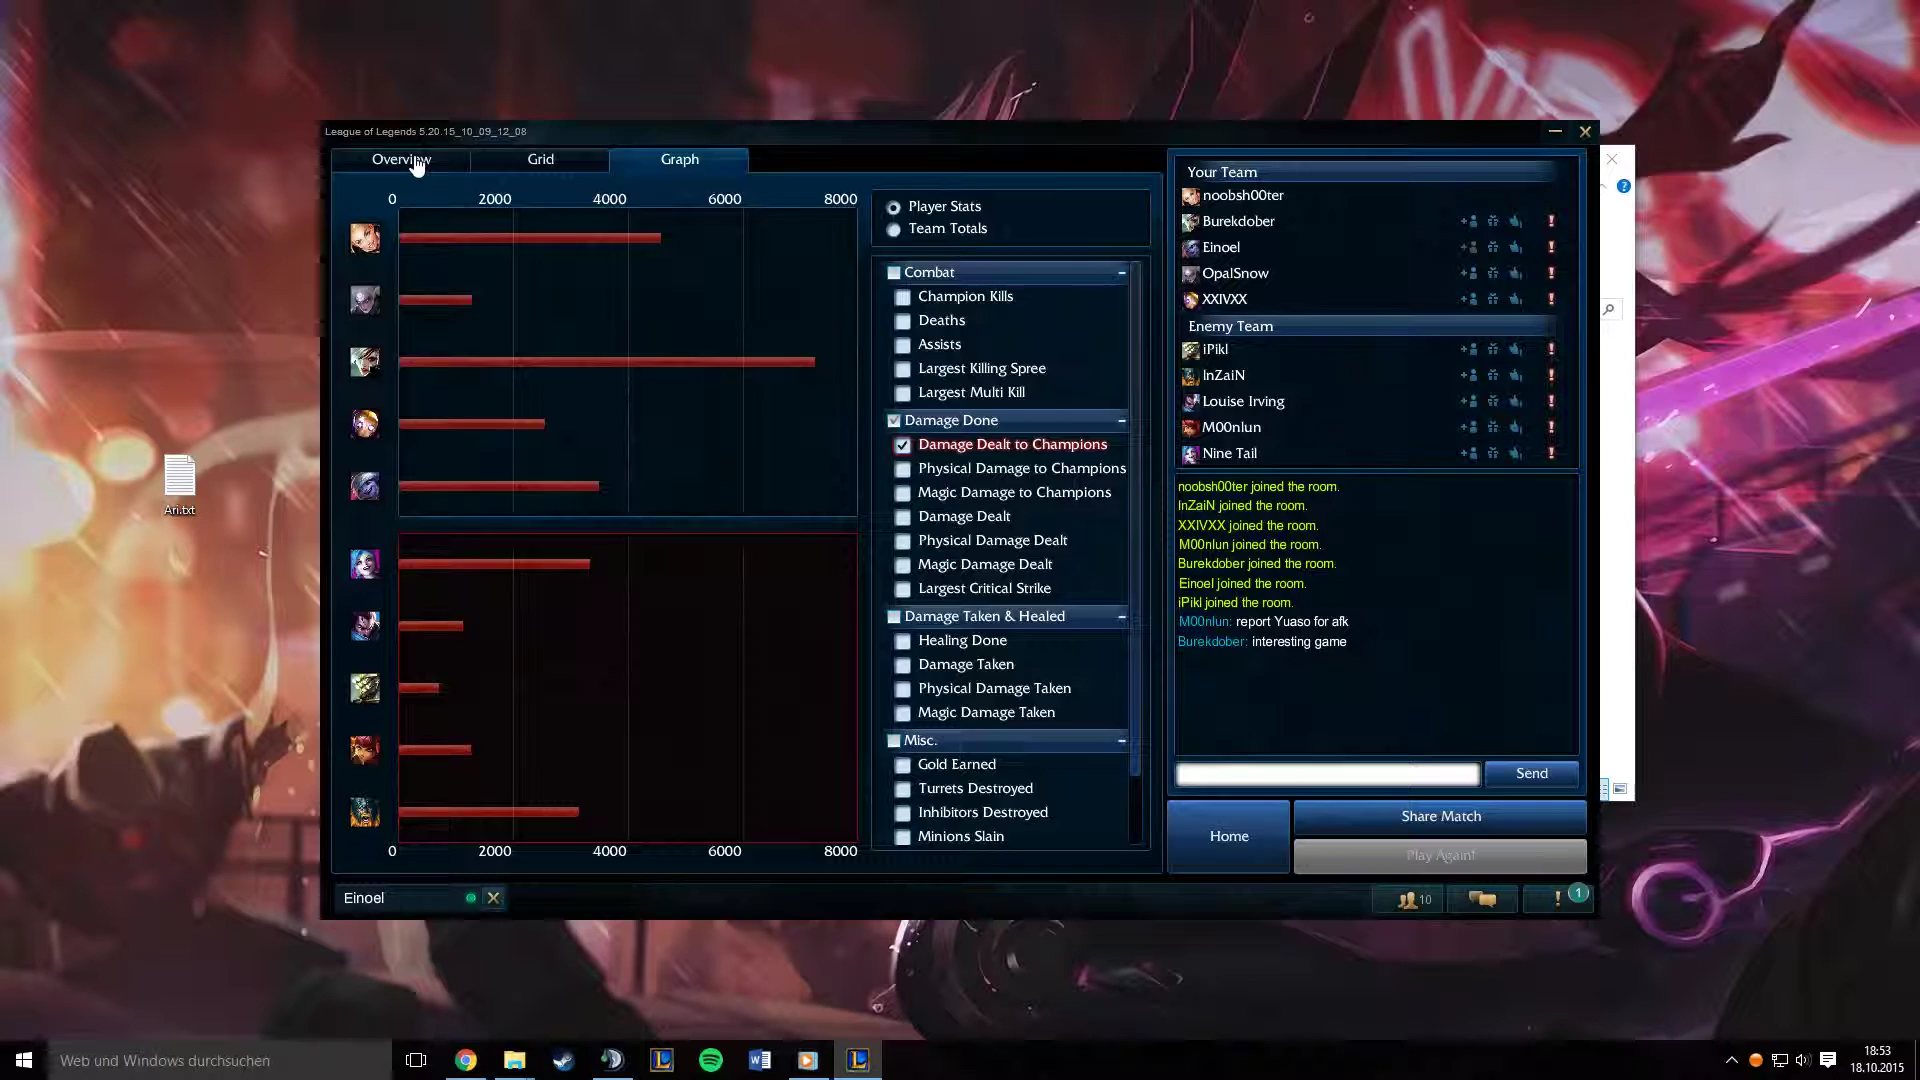 League of Legends 5.20.15_10_09_12_08
Overview
Grid
Graph
0 2000 4000 6000 8000
0 2000 4000 6000 8000
Player Stats
Team Totals
Combat
Champion Kills
Deaths
Assists
Largest Killing Spree
Largest Multi Kill
Damage Done
Damage Dealt to Champions
Physical Damage to Champions
Magic Damage to Champions
Damage Dealt
Physical Damage Dealt
Magic Damage Dealt
Largest Critical Strike
Damage Taken & Healed
Healing Done
Damage Taken
Physical Damage Taken
Magic Damage Taken
Misc.
Gold Earned
Turrets Destroyed
Inhibitors Destroyed
Minions Slain
Your Team
noobsh00ter
Burekdober
Einoel
OpalSnow
XXIVXX
Enemy Team
iPikl
InZaiN
Louise Irving
M00nlun
Nine Tail
noobsh00ter joined the room.
InZaiN joined the room.
XXIVXX joined the room.
M00nlun joined the room.
Burekdober joined the room.
Einoel joined the room.
iPikl joined the room.
M00nlun: report Yuaso for afk
Burekdober: interesting game
Send
Home
Share Match
Play Again!
Einoel
10
1
Ari.txt
Web und Windows durchsuchen
18:53
18.10.2015